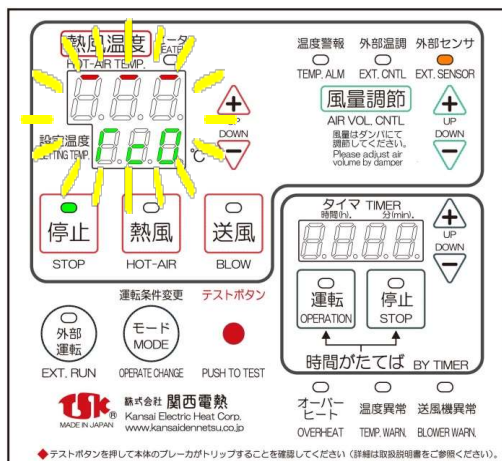 熱風温度
HOT-AIR TEMP.
温度警報
TEMP. ALM
外部温調
EXT. CNTL
外部センサ
EXT. SENSOR
UP
DOWN
設定温度
SETTING TEMP.
℃
風量調節
AIR VOL. CNTL
風量はダンパにて
調節してください。
Please adjust air
volume by damper
UP
DOWN
停止
STOP
熱風
HOT-AIR
送風
BLOW
タイマ TIMER
時間(h).
分(min).
UP
DOWN
運転
OPERATION
停止
STOP
時間がたてば BY TIMER
外部
運転
EXT. RUN
運転条件変更
モード
MODE
OPERATE CHANGE
テストボタン
PUSH TO TEST
オーバー
ヒート
OVERHEAT
温度異常
TEMP. WARN.
送風機異常
BLOWER WARN.
TSK ®
MADE IN JAPAN
株式会社 関西電熱
Kansai Electric Heat Corp.
www.kansaidennetsu.co.jp
◆テストボタンを押して本体のブレーカがトリップすることを確認してください（詳細は取扱説明書をご参照ください）。